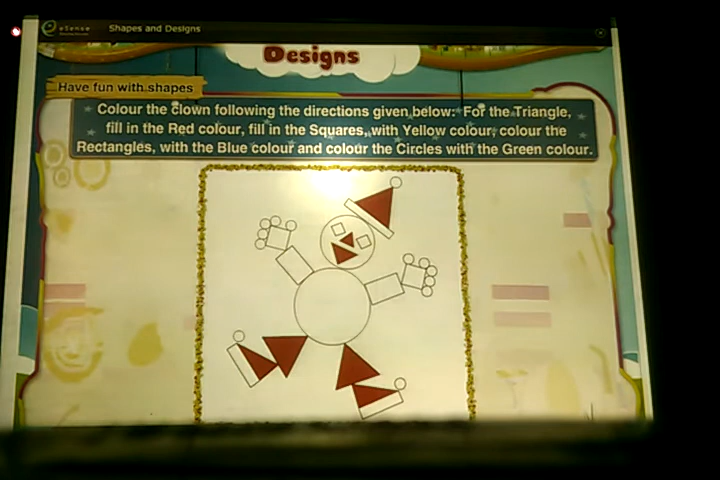 eSense Shapes and Designs
Designs
Have fun with shapes
Colour the clown following the directions given below: For the Triangle,
fill in the Red colour, fill in the Squares, with Yellow colour, colour the
Rectangles, with the Blue colour and colour the Circles with the Green colour.